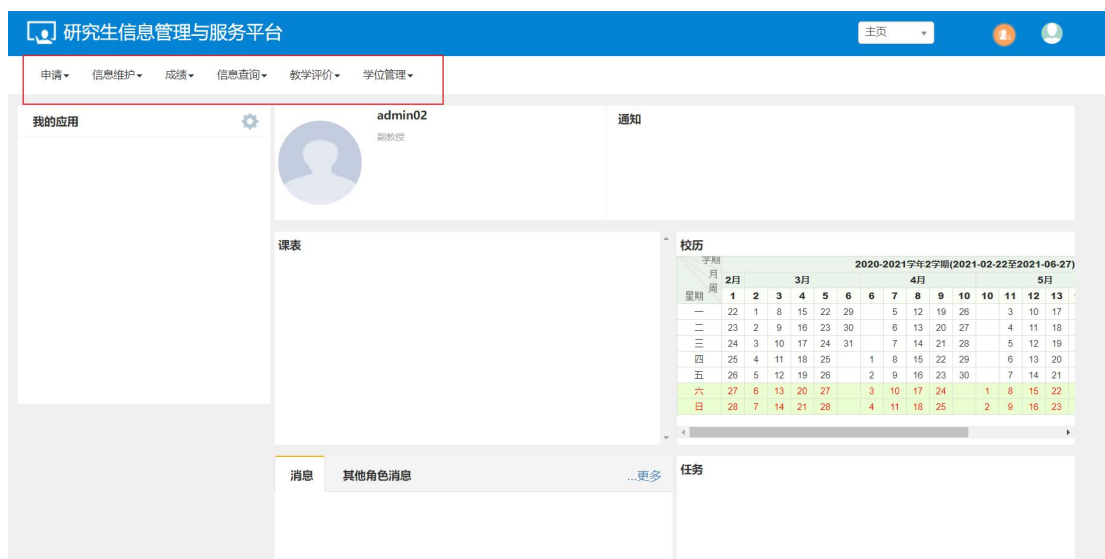 研究生信息管理与服务平台
主页
申请 信息维护 成绩 信息查询 教学评价 学位管理
我的应用
admin02
副教授
通知
课表
校历
学期
月
周
星期
2020-2021学年2学期(2021-02-22至2021-06-27)
2月 3月 4月 5月
1 2 3 4 5 6 6 7 8 9 10 10 11 12 13
一 22 1 8 15 22 29 5 12 19 26 3 10 17
二 23 2 9 16 23 30 6 13 20 27 4 11 18
三 24 3 10 17 24 31 7 14 21 28 5 12 19
四 25 4 11 18 25 1 8 15 22 29 6 13 20
五 26 5 12 19 26 2 9 16 23 30 7 14 21
六 27 6 13 20 27 3 10 17 24 1 8 15 22
日 28 7 14 21 28 4 11 18 25 2 9 16 23
消息 其他角色消息 ...更多
任务